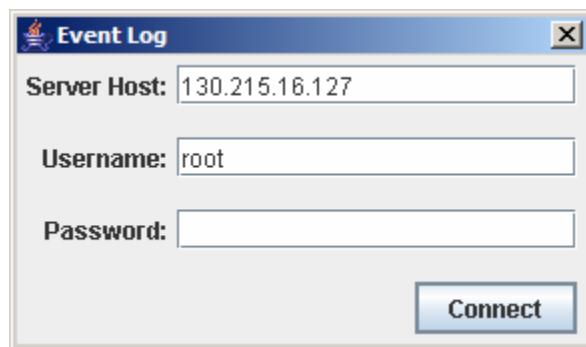 Event Log
Server Host: 130.215.16.127
Username: root
Password:
Connect